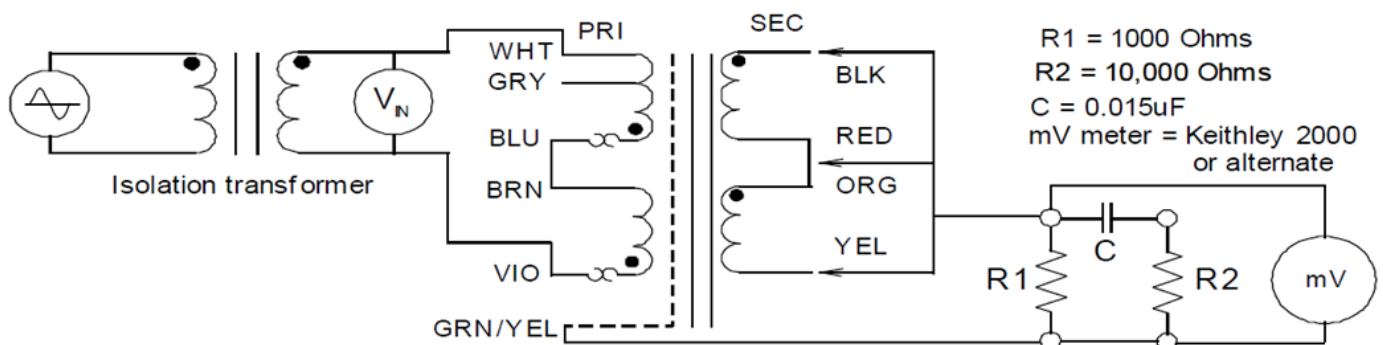 PRI
SEC
WHT
GRY
BLU
BRN
VIO
GRN/YEL
VIN
Isolation transformer
BLK
RED
ORG
YEL
R1 = 1000 Ohms
R2 = 10,000 Ohms
C = 0.015uF
mV meter = Keithley 2000
or alternate
C
R1
R2
mV